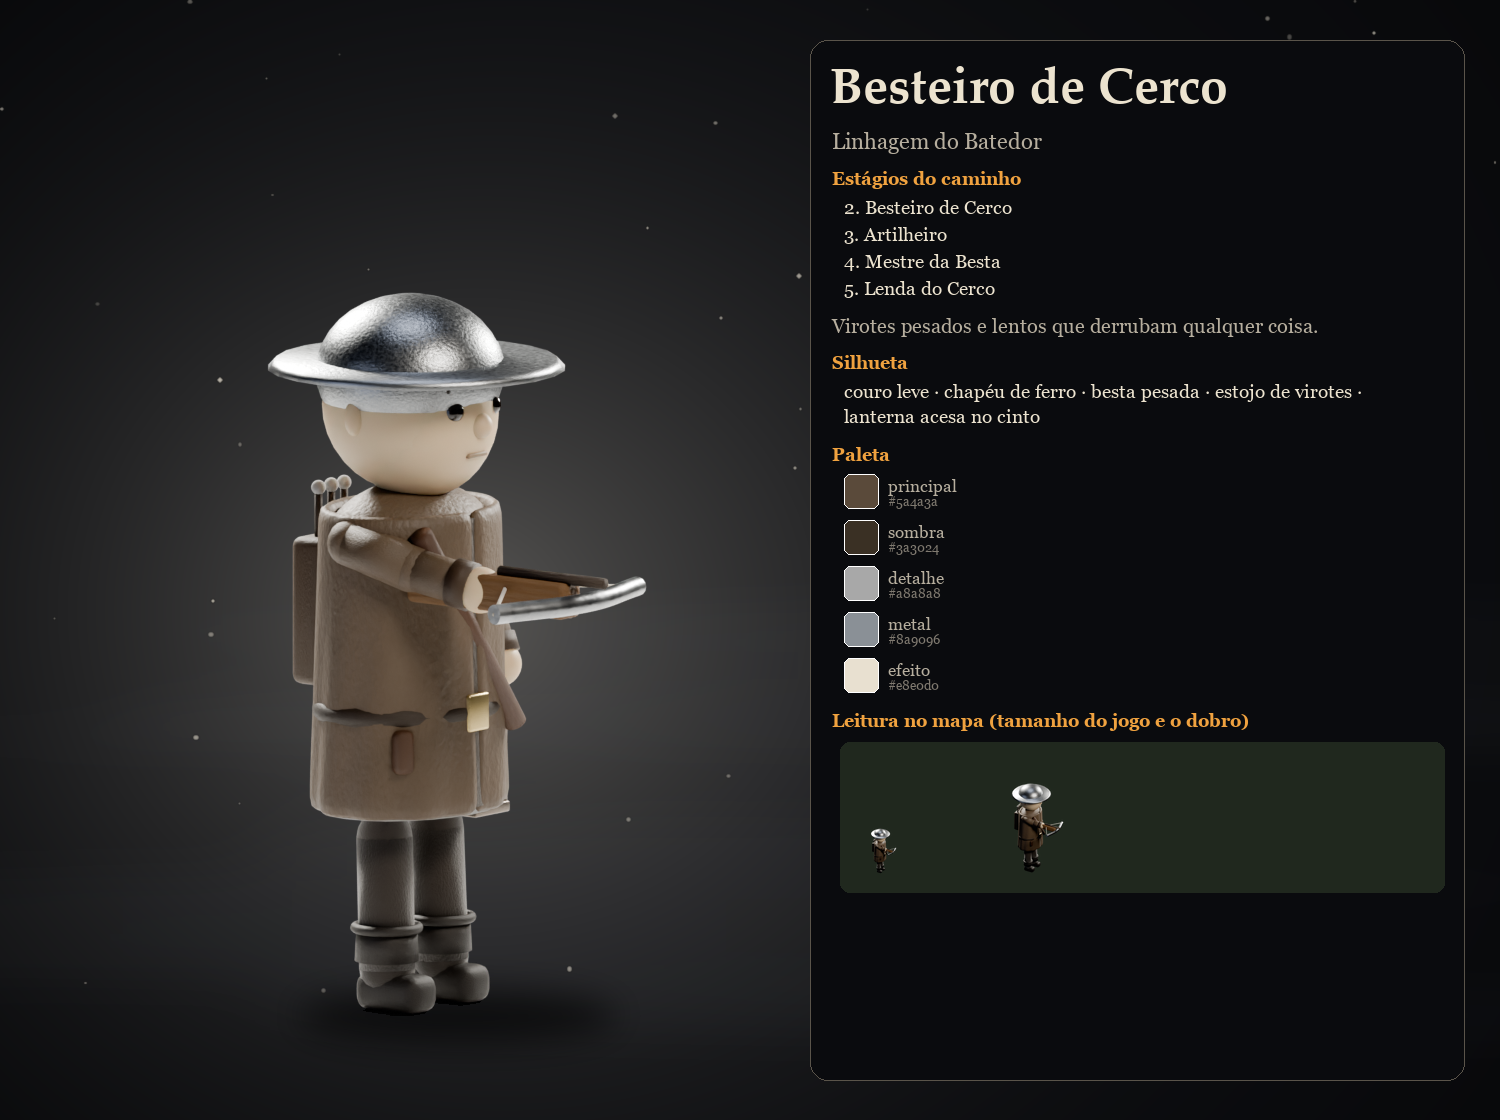 Besteiro de Cerco
Linhagem do Batedor
Estágios do caminho
2. Besteiro de Cerco
3. Artilheiro
4. Mestre da Besta
5. Lenda do Cerco
Virotes pesados e lentos que derrubam qualquer coisa.
Silhueta
couro leve · chapéu de ferro · besta pesada · estojo de virotes ·
lanterna acesa no cinto
Paleta
principal
#5a4a3a
sombra
#3a3024
detalhe
#a8a8a8
metal
#8a9096
efeito
#e8e0d0
Leitura no mapa (tamanho do jogo e o dobro)